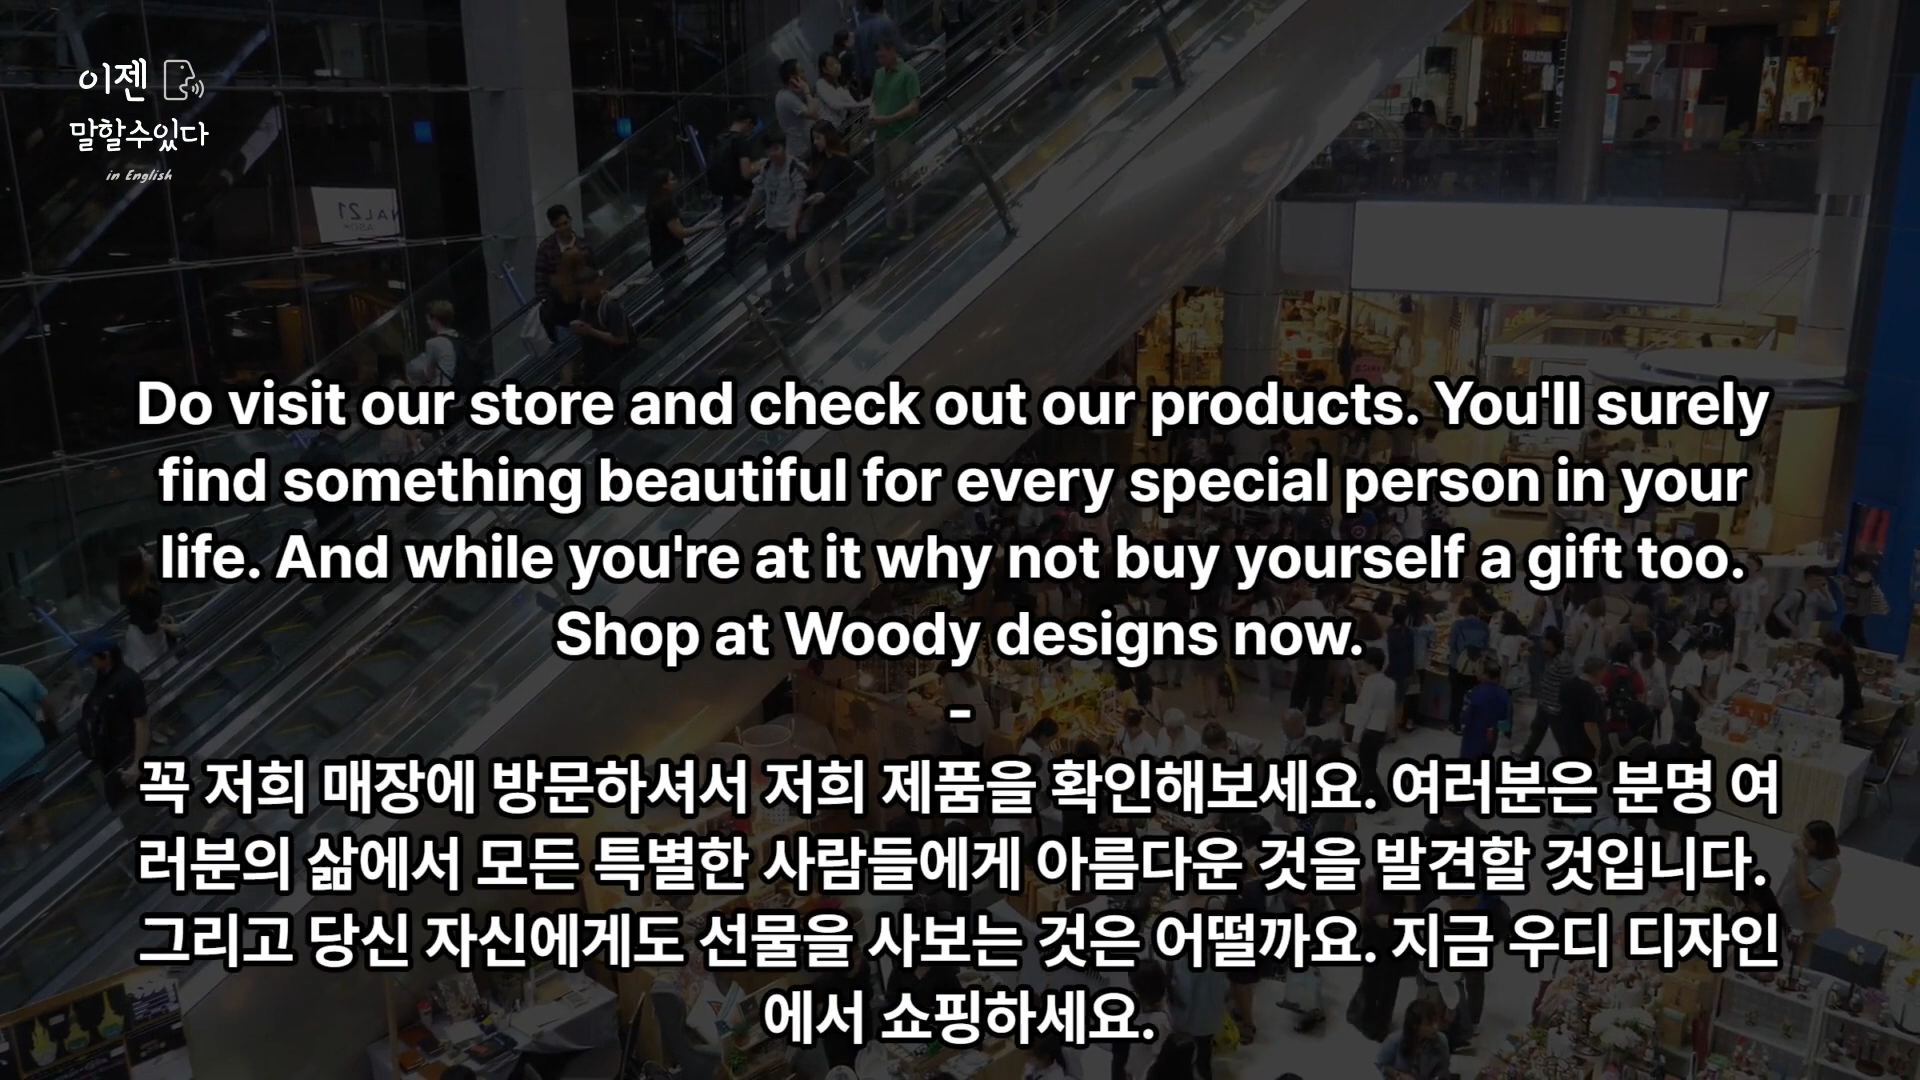 이젠
말할수있다
in English
NAL21
ASOK
Do visit our store and check out our products. You'll surely
find something beautiful for every special person in your
life. And while you're at it why not buy yourself a gift too.
Shop at Woody designs now.
-
꼭 저희 매장에 방문하셔서 저희 제품을 확인해보세요. 여러분은 분명 여
러분의 삶에서 모든 특별한 사람들에게 아름다운 것을 발견할 것입니다.
그리고 당신 자신에게도 선물을 사보는 것은 어떨까요. 지금 우디 디자인
에서 쇼핑하세요.